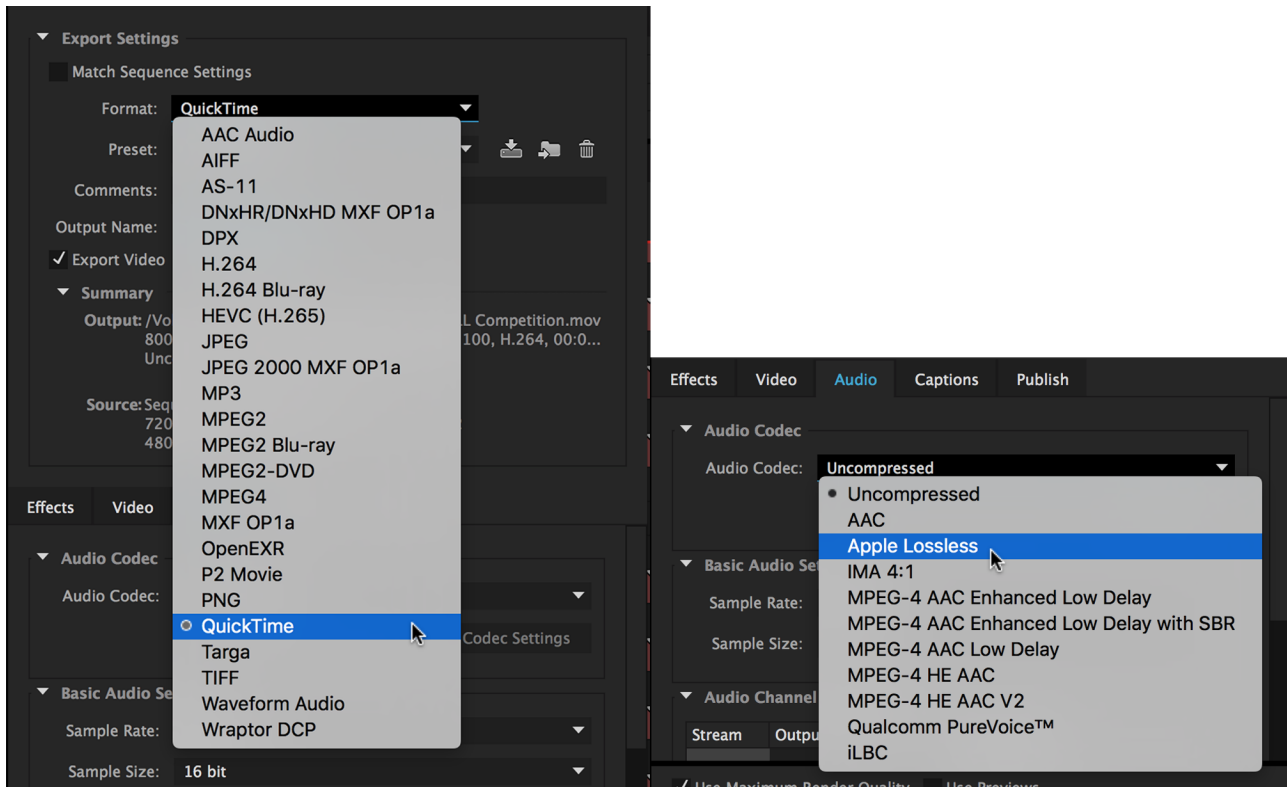 Export Settings
Match Sequence Settings
Format: QuickTime
AAC Audio
AIFF
Preset:
AS-11
Comments:
DNxHR/DNxHD MXF OP1a
Output Name:
DPX
Export Video
H.264
Summary
H.264 Blu-ray
HEVC (H.265)
Output: /Vo
L Competition.mov
800
JPEG
100, H.264, 00:0...
Unc
JPEG 2000 MXF OP1a
MP3
Source: Seq
720
MPEG2
480
MPEG2 Blu-ray
MPEG2-DVD
MPEG4
Effects Video
MXF OP1a
OpenEXR
Audio Codec
P2 Movie
Audio Codec:
PNG
QuickTime
Codec Settings
Targa
TIFF
Basic Audio Se
Waveform Audio
Sample Rate:
Wraptor DCP
Sample Size: 16 bit
Effects Video Audio Captions Publish
Audio Codec
Audio Codec: Uncompressed
Uncompressed
AAC
Apple Lossless
Basic Audio Set
IMA 4:1
Sample Rate:
MPEG-4 AAC Enhanced Low Delay
MPEG-4 AAC Enhanced Low Delay with SBR
Sample Size:
MPEG-4 AAC Low Delay
MPEG-4 HE AAC
Audio Channel
MPEG-4 HE AAC V2
Stream Outpu
Qualcomm PureVoice™
iLBC
Use Maximum Render Quality Use Previews